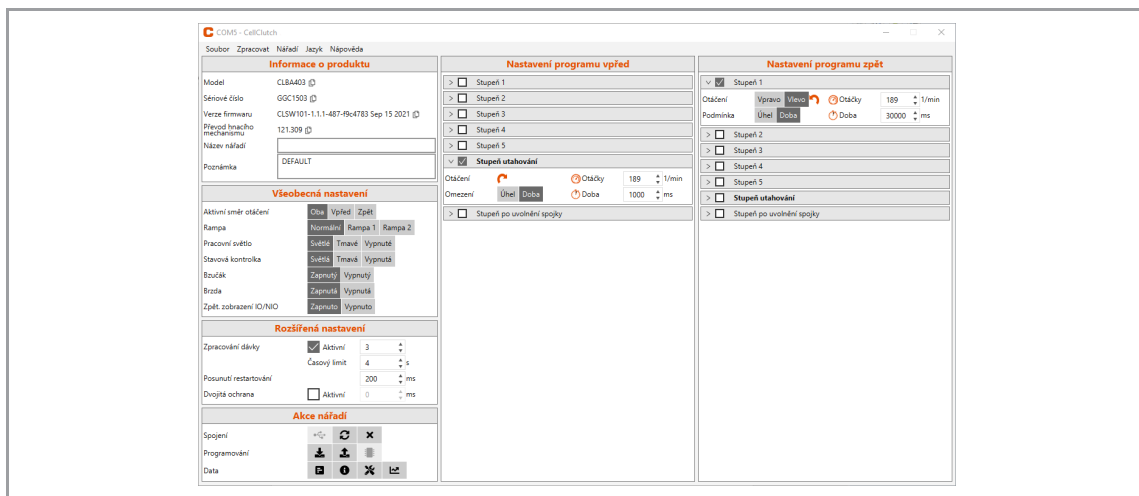 COM5 - CellClutch
Soubor Zpracovat Nářadí Jazyk Nápověda
Informace o produktu
Model CLBA403
Sériové číslo GGC1503
Verze firmwaru CLSW101-1.1.1-487-f9c4783 Sep 15 2021
Převod hnacího mechanismu 121.309
Název nářadí
Poznámka DEFAULT
Všeobecná nastavení
Aktivní směr otáčení Oba Vpřed Zpět
Rampa Normální Rampa 1 Rampa 2
Pracovní světlo Světlé Tmavé Vypnuté
Stavová kontrolka Světlá Tmavá Vypnutá
Bzučák Zapnutý Vypnutý
Brzda Zapnutá Vypnutá
Zpět. zobrazení IO/NIO Zapnuto Vypnuto
Rozšířená nastavení
Zpracování dávky Aktivní 3
Časový limit 4 s
Posunutí restartování 200 ms
Dvojitá ochrana Aktivní 0 ms
Akce nářadí
Spojení
Programování
Data
Nastavení programu vpřed
Stupeň 1
Stupeň 2
Stupeň 3
Stupeň 4
Stupeň 5
Stupeň utahování
Otáčení Otáčky 189 1/min
Omezení Úhel Doba Doba 1000 ms
Stupeň po uvolnění spojky
Nastavení programu zpět
Stupeň 1
Otáčení Vpravo Vlevo Otáčky 189 1/min
Podmínka Úhel Doba Doba 30000 ms
Stupeň 2
Stupeň 3
Stupeň 4
Stupeň 5
Stupeň utahování
Stupeň po uvolnění spojky